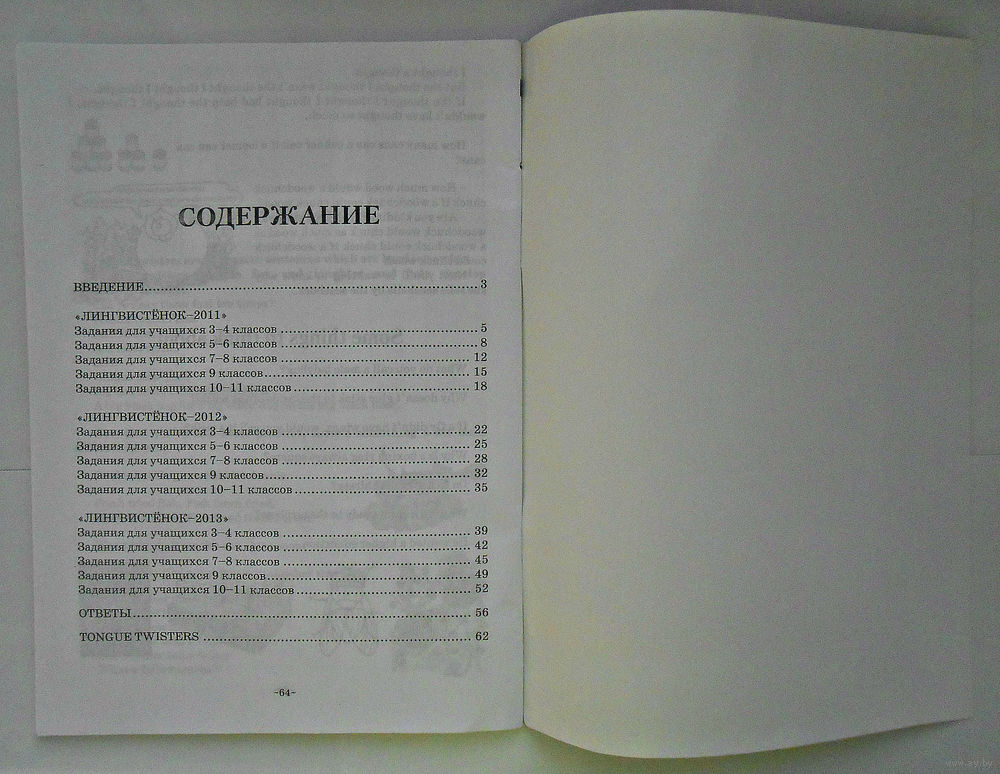 СОДЕРЖАНИЕ
ВВЕДЕНИЕ................................................................................. 3
«ЛИНГВИСТЁНОК–2011»
Задания для учащихся 3–4 классов ................................................. 5
Задания для учащихся 5–6 классов ................................................. 8
Задания для учащихся 7–8 классов ................................................. 12
Задания для учащихся 9 классов..................................................... 15
Задания для учащихся 10–11 классов ............................................. 18
«ЛИНГВИСТЁНОК–2012»
Задания для учащихся 3–4 классов ................................................. 22
Задания для учащихся 5–6 классов ................................................. 25
Задания для учащихся 7–8 классов ................................................. 28
Задания для учащихся 9 классов..................................................... 32
Задания для учащихся 10–11 классов ............................................. 35
«ЛИНГВИСТЁНОК–2013»
Задания для учащихся 3–4 классов ................................................. 39
Задания для учащихся 5–6 классов ................................................. 42
Задания для учащихся 7–8 классов ................................................. 45
Задания для учащихся 9 классов..................................................... 49
Задания для учащихся 10–11 классов ............................................. 52
ОТВЕТЫ..................................................................................... 56
TONGUE TWISTERS .................................................................... 62
-64-
www.ay.by